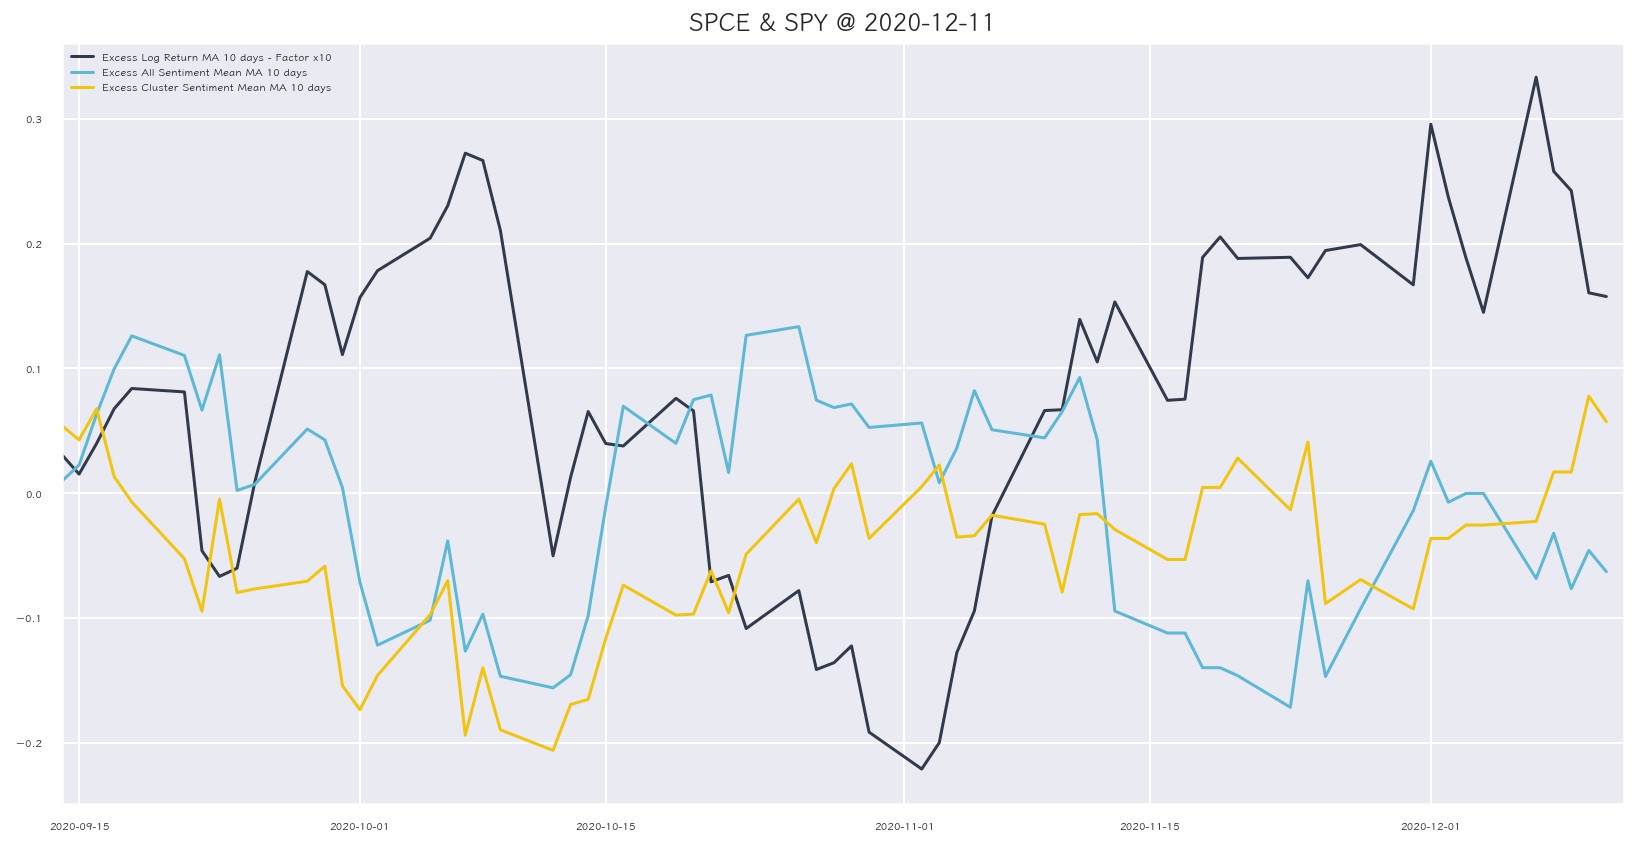 SPCE & SPY @ 2020-12-11
Excess Log Return MA 10 days - Factor x10
Excess All Sentiment Mean MA 10 days
Excess Cluster Sentiment Mean MA 10 days
0.3
0.2
0.1
0.0
−0.1
−0.2
2020-09-15 2020-10-01 2020-10-15 2020-11-01 2020-11-15 2020-12-01